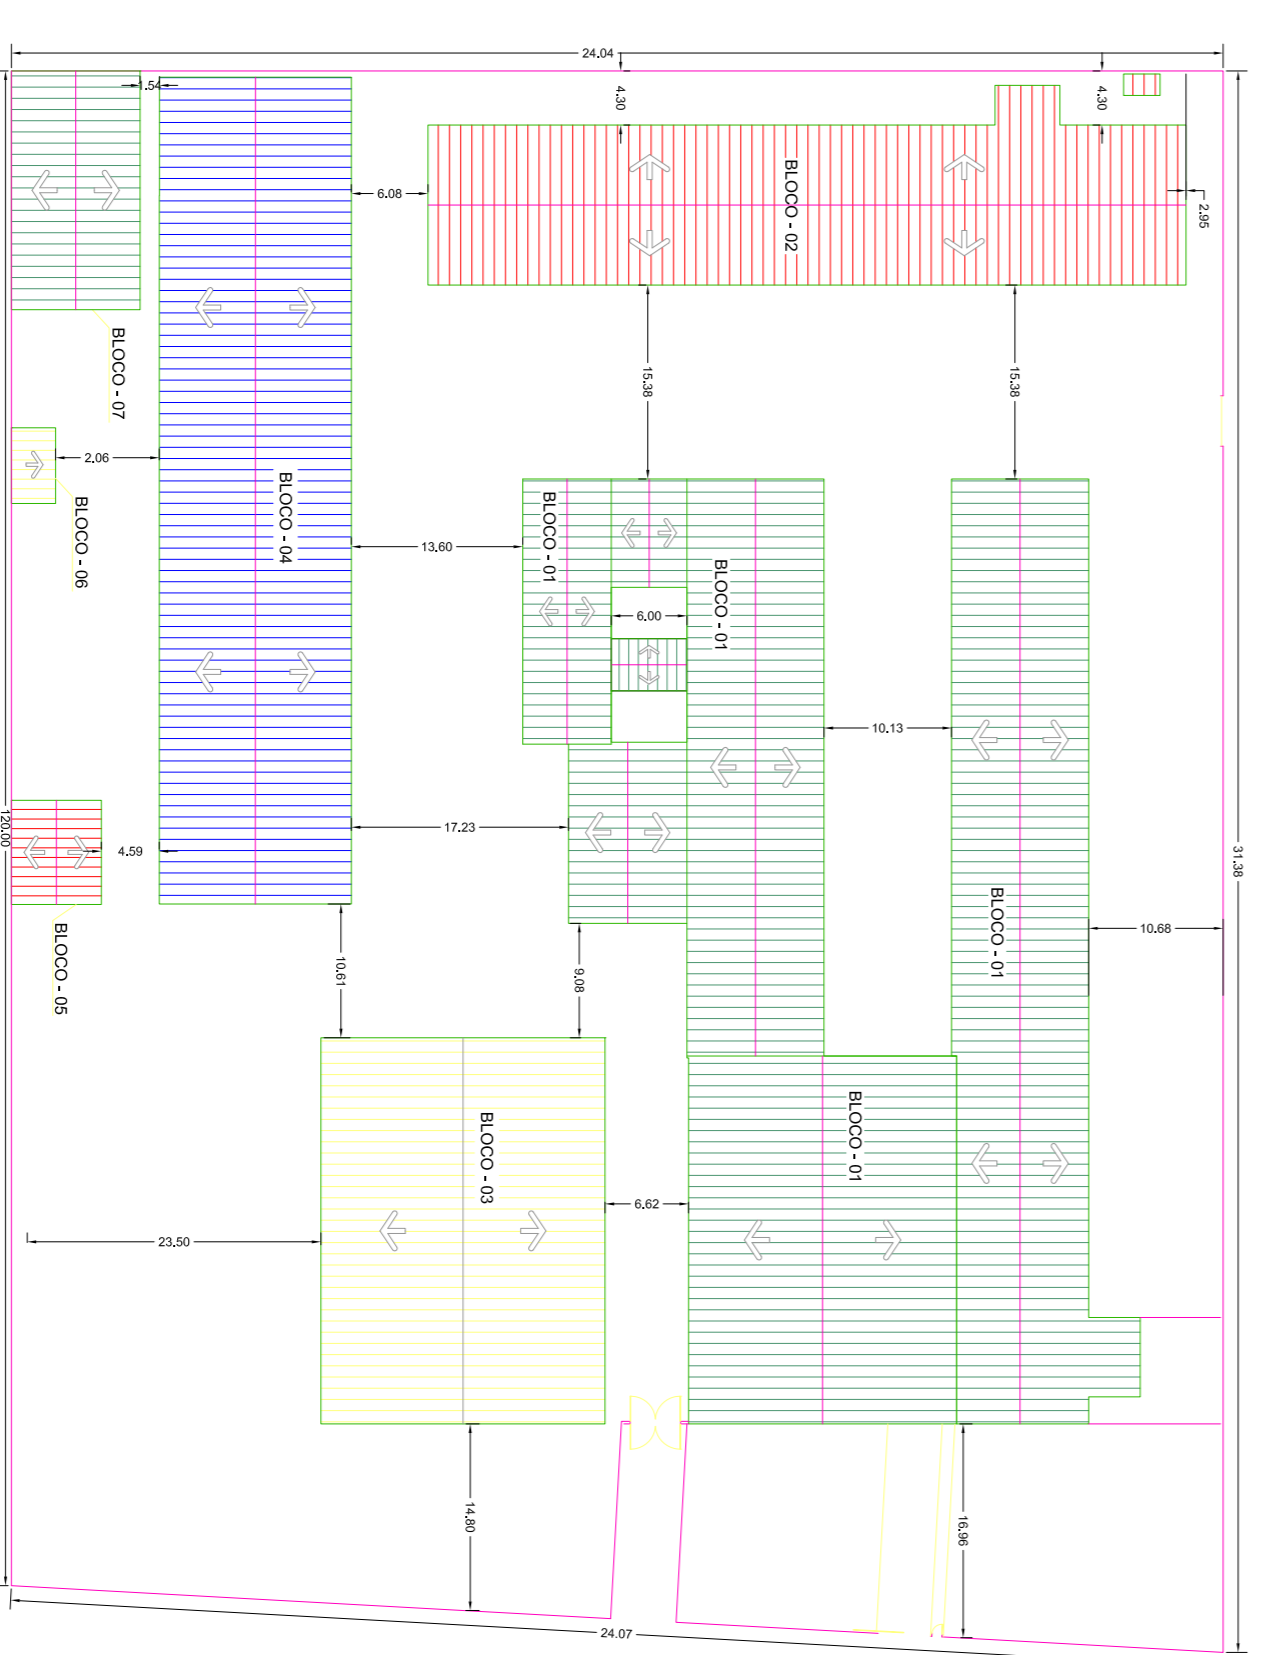 24.04
1.54
4.30
4.30
6.08
BLOCO - 02
2.95
BLOCO - 07
15.38
15.38
2.06
BLOCO - 06
BLOCO - 04
13.60
BLOCO - 01
BLOCO - 01
6.00
10.13
120.00
4.59
17.23
31.38
BLOCO - 05
10.61
9.08
BLOCO - 01
10.68
BLOCO - 03
BLOCO - 01
6.62
23.50
14.80
16.96
24.07